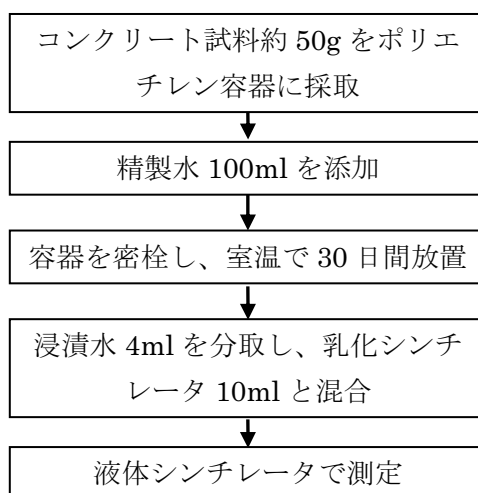 コンクリート試料約 50g をポリエ
チレン容器に採取
精製水 100ml を添加
容器を密栓し、室温で 30 日間放置
浸漬水 4ml を分取し、乳化シンチ
レータ 10ml と混合
液体シンチレータで測定